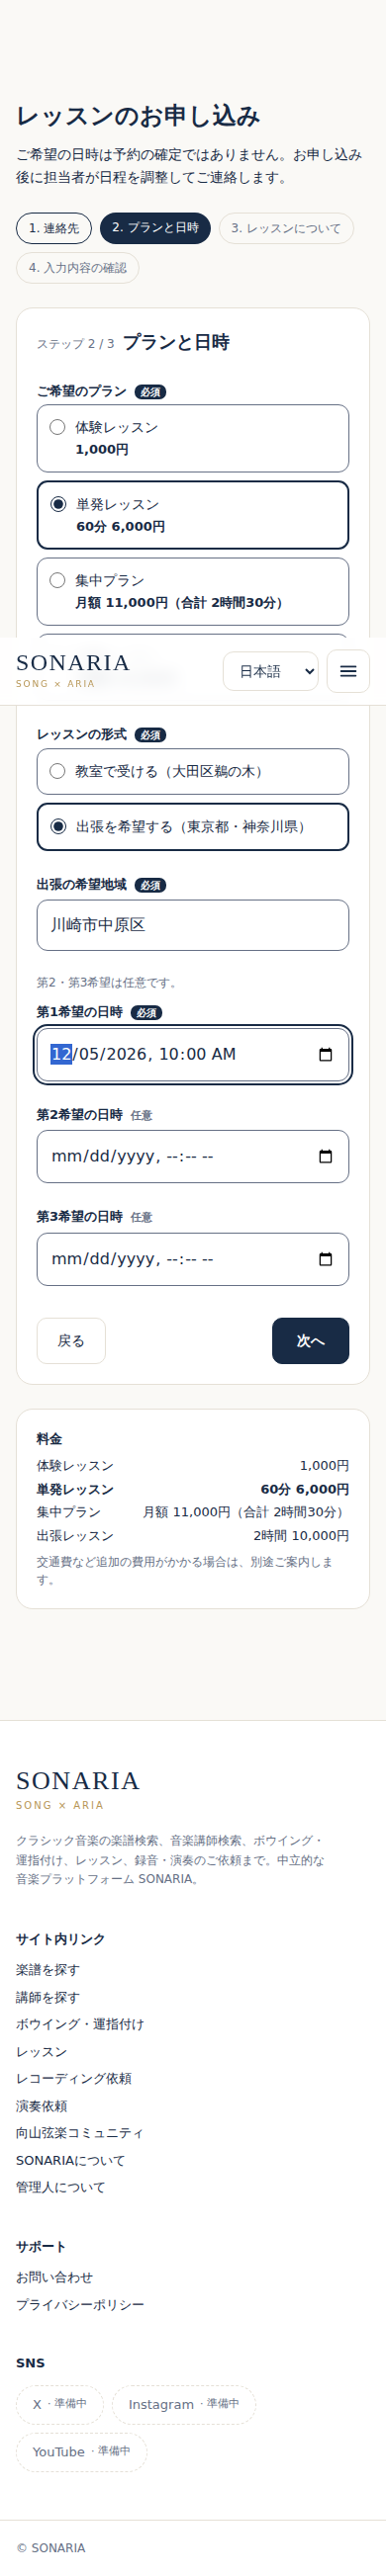 レッスンのお申し込み
ご希望の日時は予約の確定ではありません。お申し込み
後に担当者が日程を調整してご連絡します。
1. 連絡先
2. プランと日時
3. レッスンについて
4. 入力内容の確認
ステップ 2 / 3 プランと日時
ご希望のプラン 必須
体験レッスン
1,000円
単発レッスン
60分 6,000円
集中プラン
月額 11,000円（合計 2時間30分）
SONARIA
SONG × ARIA
日本語
レッスンの形式 必須
教室で受ける（大田区鵜の木）
出張を希望する（東京都・神奈川県）
出張の希望地域 必須
川崎市中原区
第2・第3希望は任意です。
第1希望の日時 必須
12/05/2026, 10:00 AM
第2希望の日時 任意
mm/dd/yyyy, --:-- --
第3希望の日時 任意
mm/dd/yyyy, --:-- --
戻る
次へ
料金
体験レッスン 1,000円
単発レッスン 60分 6,000円
集中プラン 月額 11,000円（合計 2時間30分）
出張レッスン 2時間 10,000円
交通費など追加の費用がかかる場合は、別途ご案内しま
す。
SONARIA
SONG × ARIA
クラシック音楽の楽譜検索、音楽講師検索、ボウイング・
運指付け、レッスン、録音・演奏のご依頼まで。中立的な
音楽プラットフォーム SONARIA。
サイト内リンク
楽譜を探す
講師を探す
ボウイング・運指付け
レッスン
レコーディング依頼
演奏依頼
向山弦楽コミュニティ
SONARIAについて
管理人について
サポート
お問い合わせ
プライバシーポリシー
SNS
X · 準備中
Instagram · 準備中
YouTube · 準備中
© SONARIA